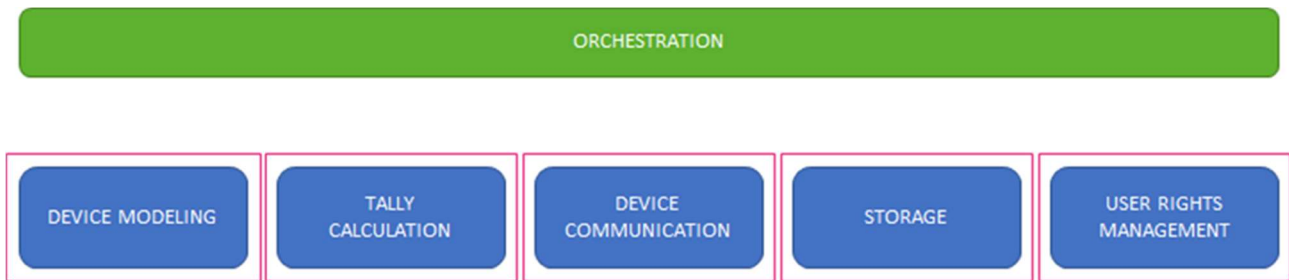 ORCHESTRATION
DEVICE MODELING
TALLY
CALCULATION
DEVICE
COMMUNICATION
STORAGE
USER RIGHTS
MANAGEMENT